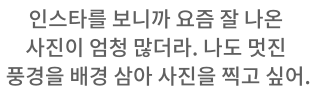 인스타를 보니까 요즘 잘 나온
사진이 엄청 많더라. 나도 멋진
풍경을 배경 삼아 사진을 찍고 싶어.